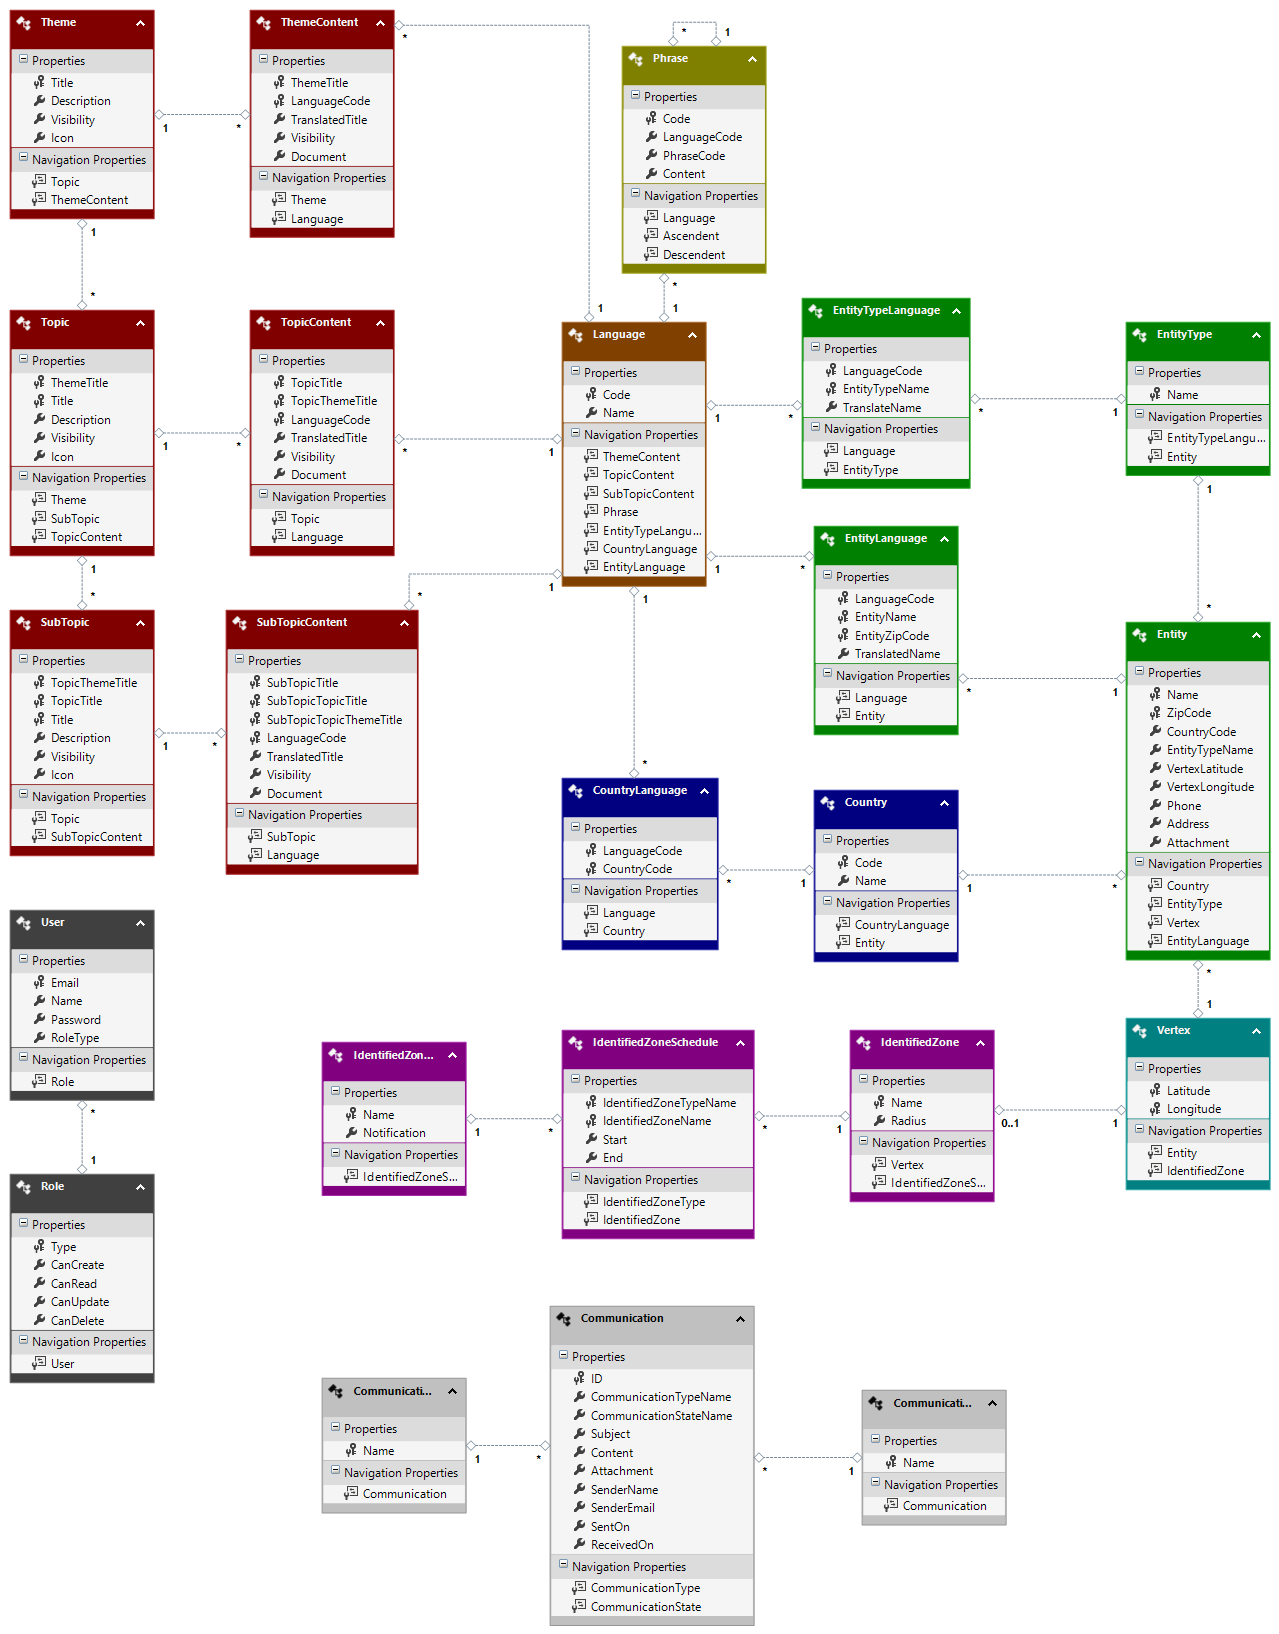 Theme
Properties
Title
Description
Visibility
Icon
Navigation Properties
Topic
ThemeContent
1
*
1
*
ThemeContent
Properties
ThemeTitle
LanguageCode
TranslatedTitle
Visibility
Document
Navigation Properties
Theme
Language
*
1
*
1
Phrase
Properties
Code
LanguageCode
PhraseCode
Content
Navigation Properties
Language
Ascendent
Descendent
*
1
Topic
Properties
ThemeTitle
Title
Description
Visibility
Icon
Navigation Properties
Theme
SubTopic
TopicContent
1
*
1
*
TopicContent
Properties
TopicTitle
TopicThemeTitle
LanguageCode
TranslatedTitle
Visibility
Document
Navigation Properties
Topic
Language
*
1
Language
Properties
Code
Name
Navigation Properties
ThemeContent
TopicContent
SubTopicContent
Phrase
EntityTypeLangu...
CountryLanguage
EntityLanguage
1
*
1
*
1
*
EntityTypeLanguage
Properties
LanguageCode
EntityTypeName
TranslateName
Navigation Properties
Language
EntityType
*
1
EntityType
Properties
Name
Navigation Properties
EntityTypeLangu...
Entity
1
*
EntityLanguage
Properties
LanguageCode
EntityName
EntityZipCode
TranslatedName
Navigation Properties
Language
Entity
*
1
SubTopic
Properties
TopicThemeTitle
TopicTitle
Title
Description
Visibility
Icon
Navigation Properties
Topic
SubTopicContent
1
*
SubTopicContent
Properties
SubTopicTitle
SubTopicTopicTitle
SubTopicTopicThemeTitle
LanguageCode
TranslatedTitle
Visibility
Document
Navigation Properties
SubTopic
Language
*
1
Entity
Properties
Name
ZipCode
CountryCode
EntityTypeName
VertexLatitude
VertexLongitude
Phone
Address
Attachment
Navigation Properties
Country
EntityType
Vertex
EntityLanguage
*
1
CountryLanguage
Properties
LanguageCode
CountryCode
Navigation Properties
Language
Country
*
1
Country
Properties
Code
Name
Navigation Properties
CountryLanguage
Entity
1
*
User
Properties
Email
Name
Password
RoleType
Navigation Properties
Role
*
1
Role
Properties
Type
CanCreate
CanRead
CanUpdate
CanDelete
Navigation Properties
User
IdentifiedZon...
Properties
Name
Notification
Navigation Properties
IdentifiedZoneS...
1
*
IdentifiedZoneSchedule
Properties
IdentifiedZoneTypeName
IdentifiedZoneName
Start
End
Navigation Properties
IdentifiedZoneType
IdentifiedZone
*
1
IdentifiedZone
Properties
Name
Radius
Navigation Properties
Vertex
IdentifiedZoneS...
0..1
1
Vertex
Properties
Latitude
Longitude
Navigation Properties
Entity
IdentifiedZone
Communicati...
Properties
Name
Navigation Properties
Communication
1
*
Communication
Properties
ID
CommunicationTypeName
CommunicationStateName
Subject
Content
Attachment
SenderName
SenderEmail
SentOn
ReceivedOn
Navigation Properties
CommunicationType
CommunicationState
*
1
Communicati...
Properties
Name
Navigation Properties
Communication